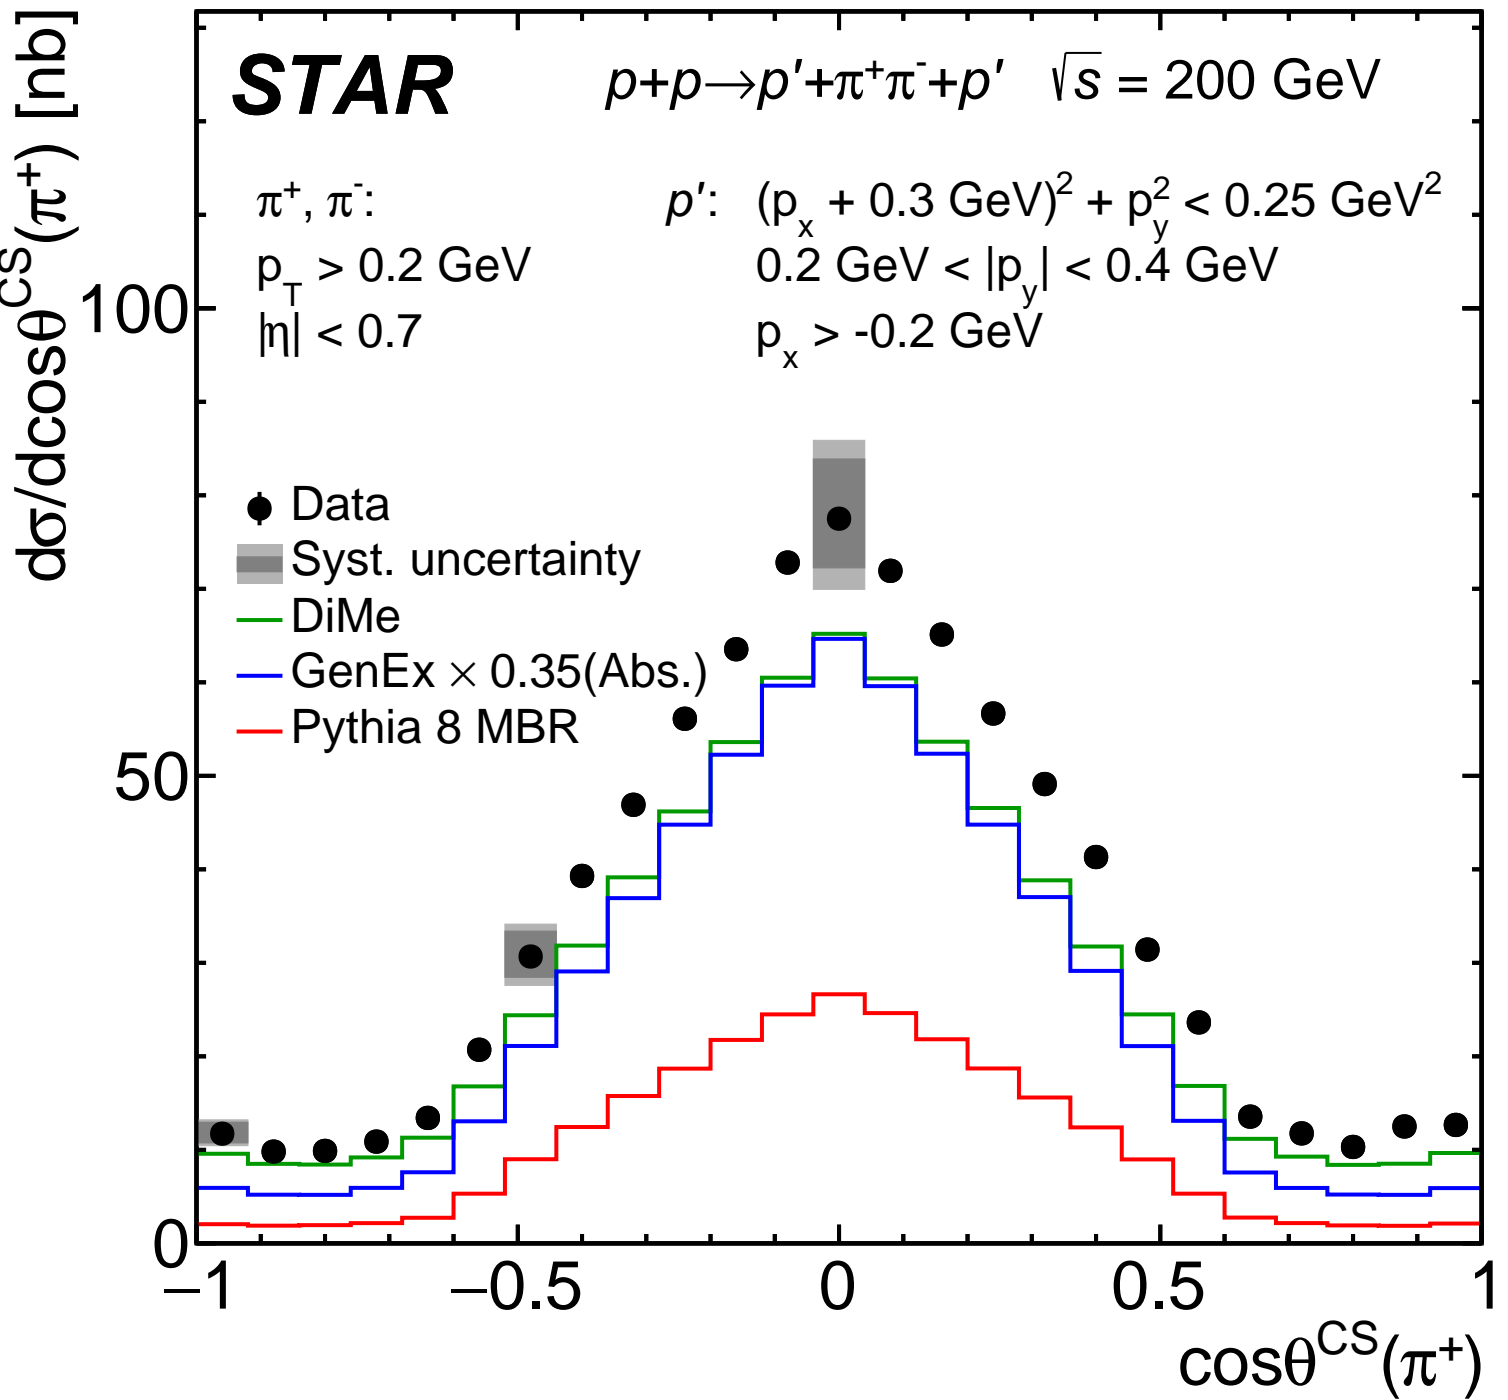 STAR p+p→p′+π⁺π⁻+p′ √s = 200 GeV
π⁺, π⁻: p′: (pₓ + 0.3 GeV)² + p_y² < 0.25 GeV²
p_T > 0.2 GeV 0.2 GeV < |p_y| < 0.4 GeV
|η| < 0.7 pₓ > -0.2 GeV
Data
Syst. uncertainty
DiMe
GenEx × 0.35(Abs.)
Pythia 8 MBR
dσ/dcosθ^CS(π⁺) [nb]
100
50
0
−1 −0.5 0 0.5 1
cosθ^CS(π⁺)